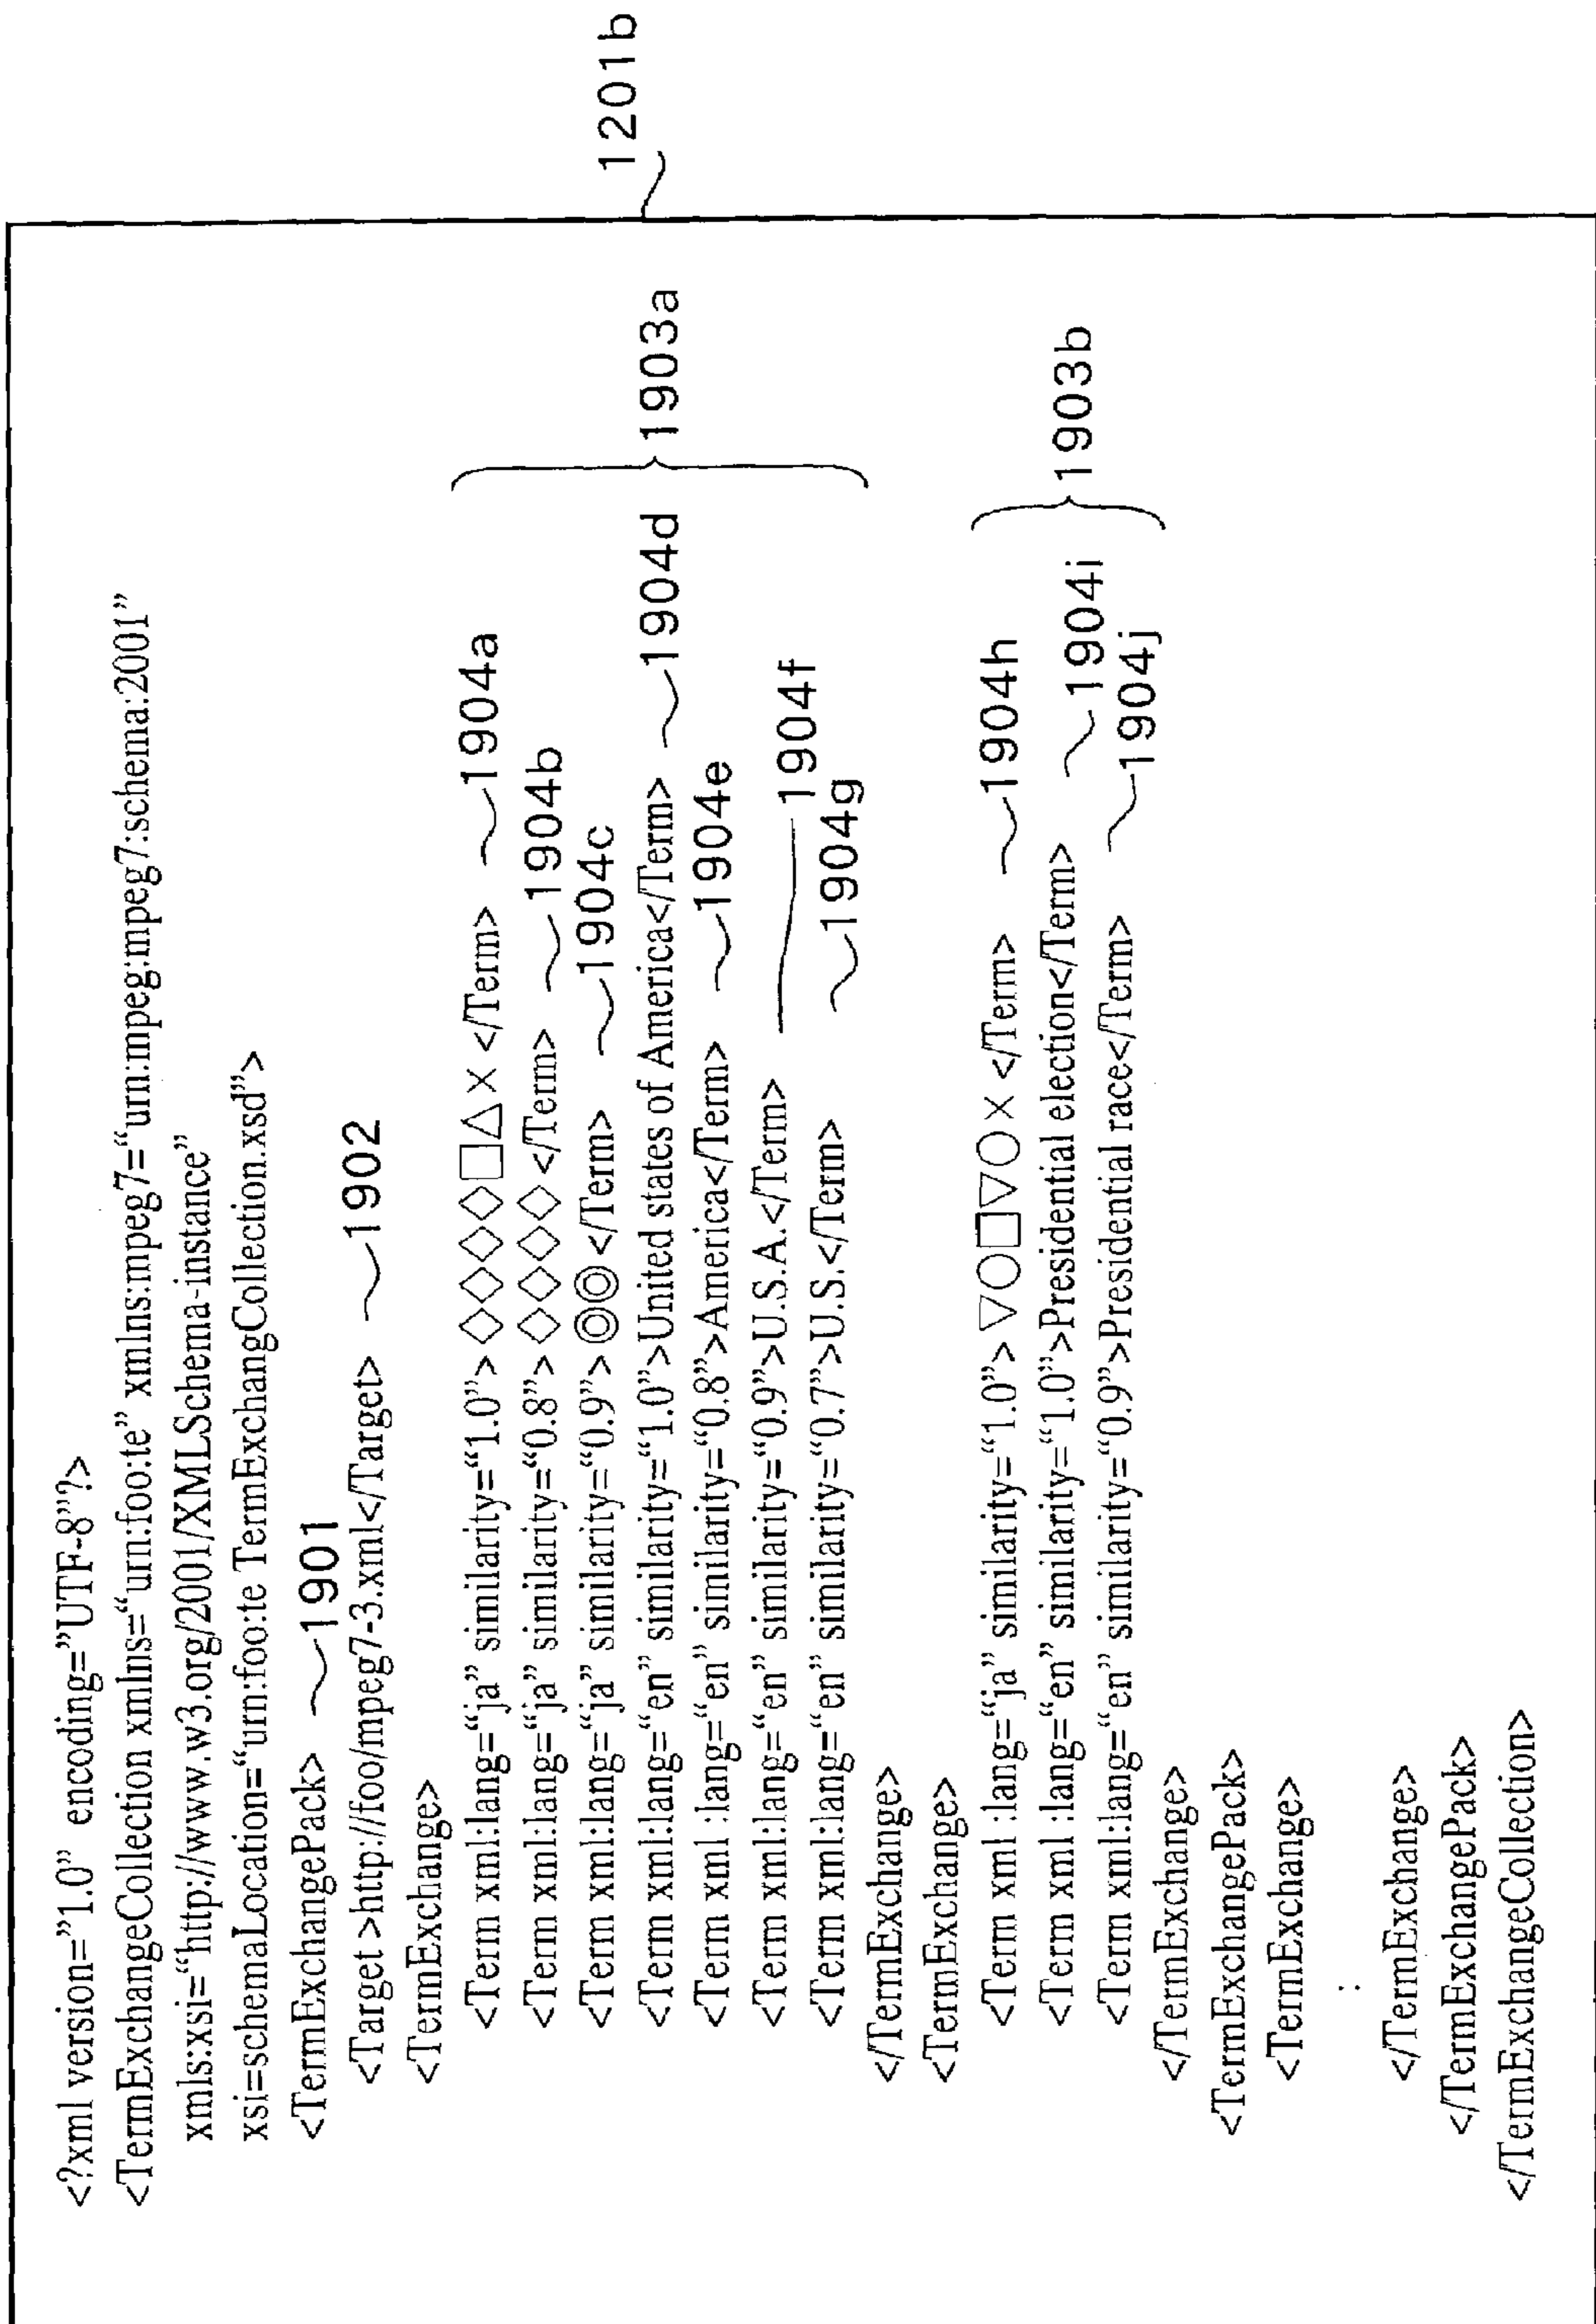 <?xml version=”1.0” encoding=”UTF-8”?>
<TermExchangeCollection xmlns=“urn:foo:te” xmlns:mpeg7=“urn:mpeg:mpeg7:schema:2001”
xmls:xsi=“http://www.w3.org/2001/XMLSchema-instance”
xsi=schemaLocation=“urn:foo:te TermExchangCollection.xsd”>
<TermExchangePack> ~1901
<Target>http://foo/mpeg7-3.xml</Target> ~1902
<TermExchange>
<Term xml:lang=“ja” similarity=“1.0”>◇◇◇◇□△×</Term> ~1904a
<Term xml:lang=“ja” similarity=“0.8”>◇◇◇◇</Term> ~1904b
<Term xml:lang=“ja” similarity=“0.9”>◎◎</Term> ~1904c
<Term xml:lang=“en” similarity=“1.0”>United states of America</Term> ~1904d
<Term xml :lang=“en” similarity=“0.8”>America</Term> ~1904e
<Term xml:lang=“en” similarity=“0.9”>U.S.A.</Term> 1904f
<Term xml:lang=“en” similarity=“0.7”>U.S.</Term> ~1904g
1903a
</TermExchange>
<TermExchange>
<Term xml :lang=“ja” similarity=“1.0”>▽○□▽○×</Term> ~1904h
<Term xml :lang=“en” similarity=“1.0”>Presidential election</Term> ~1904i
<Term xml:lang=“en” similarity=“0.9”>Presidential race</Term> ~1904j
1903b
</TermExchange>
<TermExchangePack>
<TermExchange>
:
</TermExchange>
</TermExchangePack>
</TermExchangeCollection>
1201b